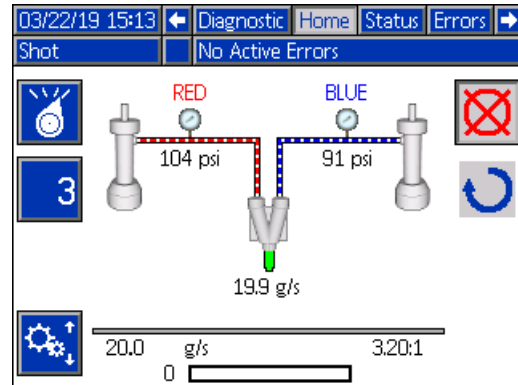 03/22/19 15:13 Diagnostic Home Status Errors
Shot No Active Errors
RED BLUE
104 psi 91 psi
3
19.9 g/s
20.0 g/s 3.20:1
0